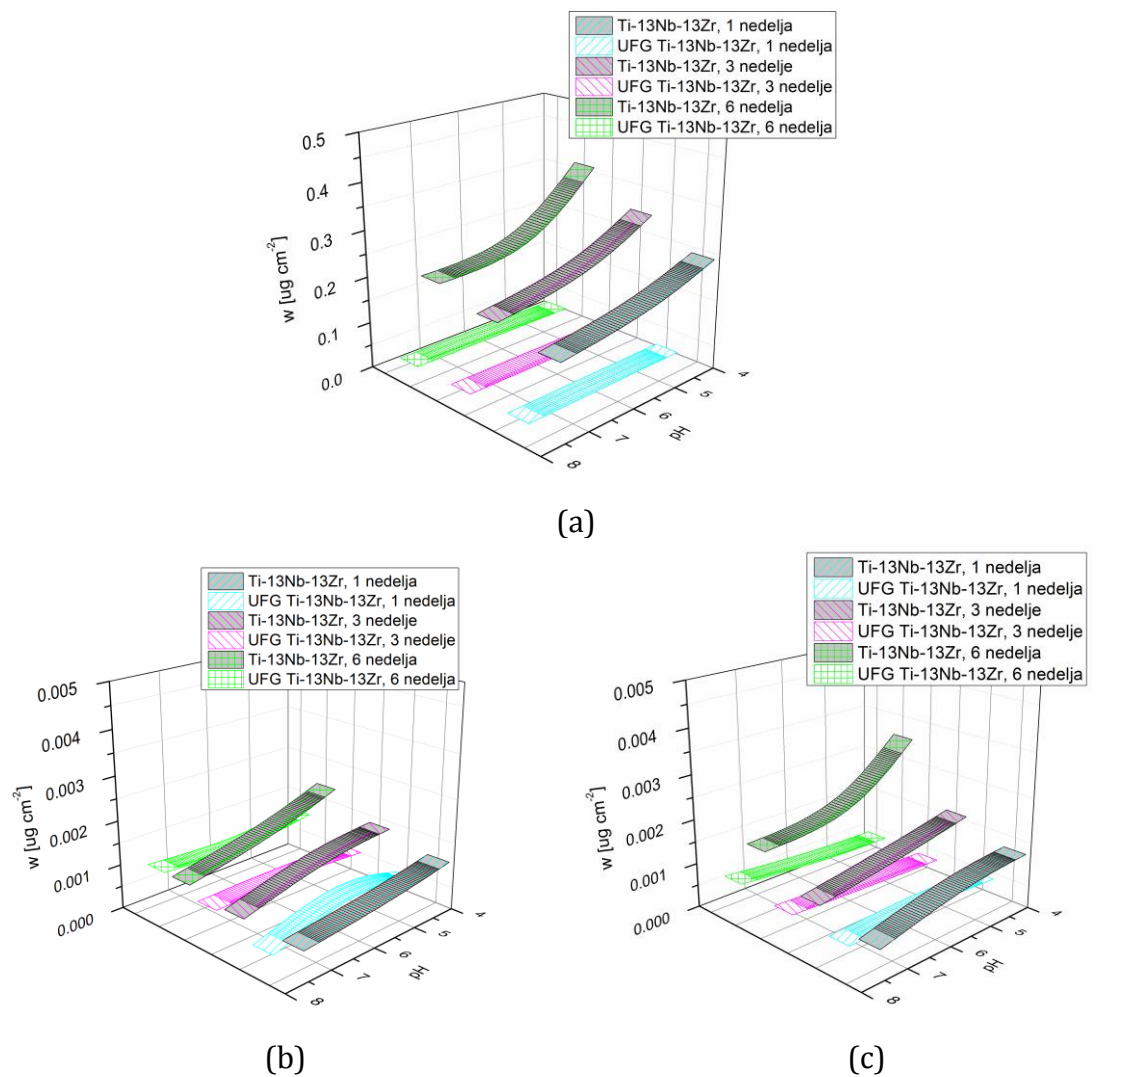 Ti-13Nb-13Zr, 1 nedelja
UFG Ti-13Nb-13Zr, 1 nedelja
Ti-13Nb-13Zr, 3 nedelje
UFG Ti-13Nb-13Zr, 3 nedelje
Ti-13Nb-13Zr, 6 nedelja
UFG Ti-13Nb-13Zr, 6 nedelja
0.5
0.4
0.3
0.2
0.1
0.0
w [ug cm⁻²]
4
5
6
7
8
pH
(a)
Ti-13Nb-13Zr, 1 nedelja
UFG Ti-13Nb-13Zr, 1 nedelja
Ti-13Nb-13Zr, 3 nedelje
UFG Ti-13Nb-13Zr, 3 nedelje
Ti-13Nb-13Zr, 6 nedelja
UFG Ti-13Nb-13Zr, 6 nedelja
0.005
0.004
0.003
0.002
0.001
0.000
w [ug cm⁻²]
4
5
6
7
8
pH
(b)
Ti-13Nb-13Zr, 1 nedelja
UFG Ti-13Nb-13Zr, 1 nedelja
Ti-13Nb-13Zr, 3 nedelje
UFG Ti-13Nb-13Zr, 3 nedelje
Ti-13Nb-13Zr, 6 nedelja
UFG Ti-13Nb-13Zr, 6 nedelja
0.005
0.004
0.003
0.002
0.001
0.000
w [ug cm⁻²]
4
5
6
7
8
pH
(c)